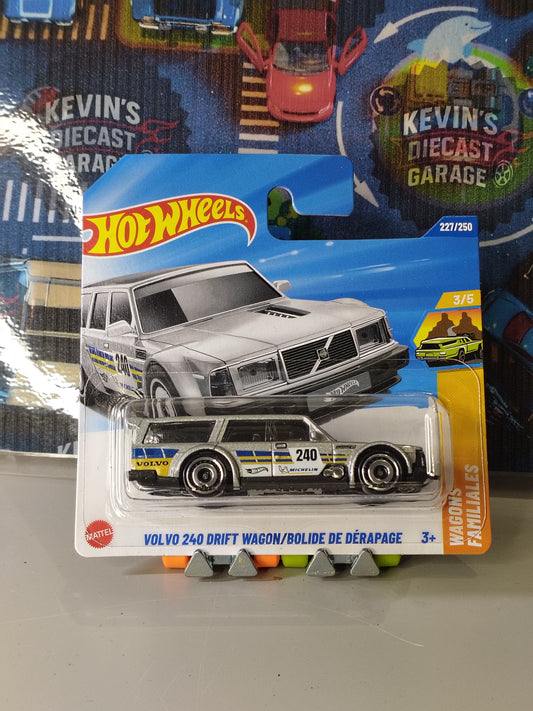 KEVIN'S
DIECAST
GARAGE
KEVIN'S
DIECAST
GARAGE
Hot Wheels
227/250
3/5
240
VOLVO
240
MICHELIN
WAGONS
FAMILIALES
MATTEL
VOLVO 240 DRIFT WAGON/BOLIDE DE DÉRAPAGE
3+